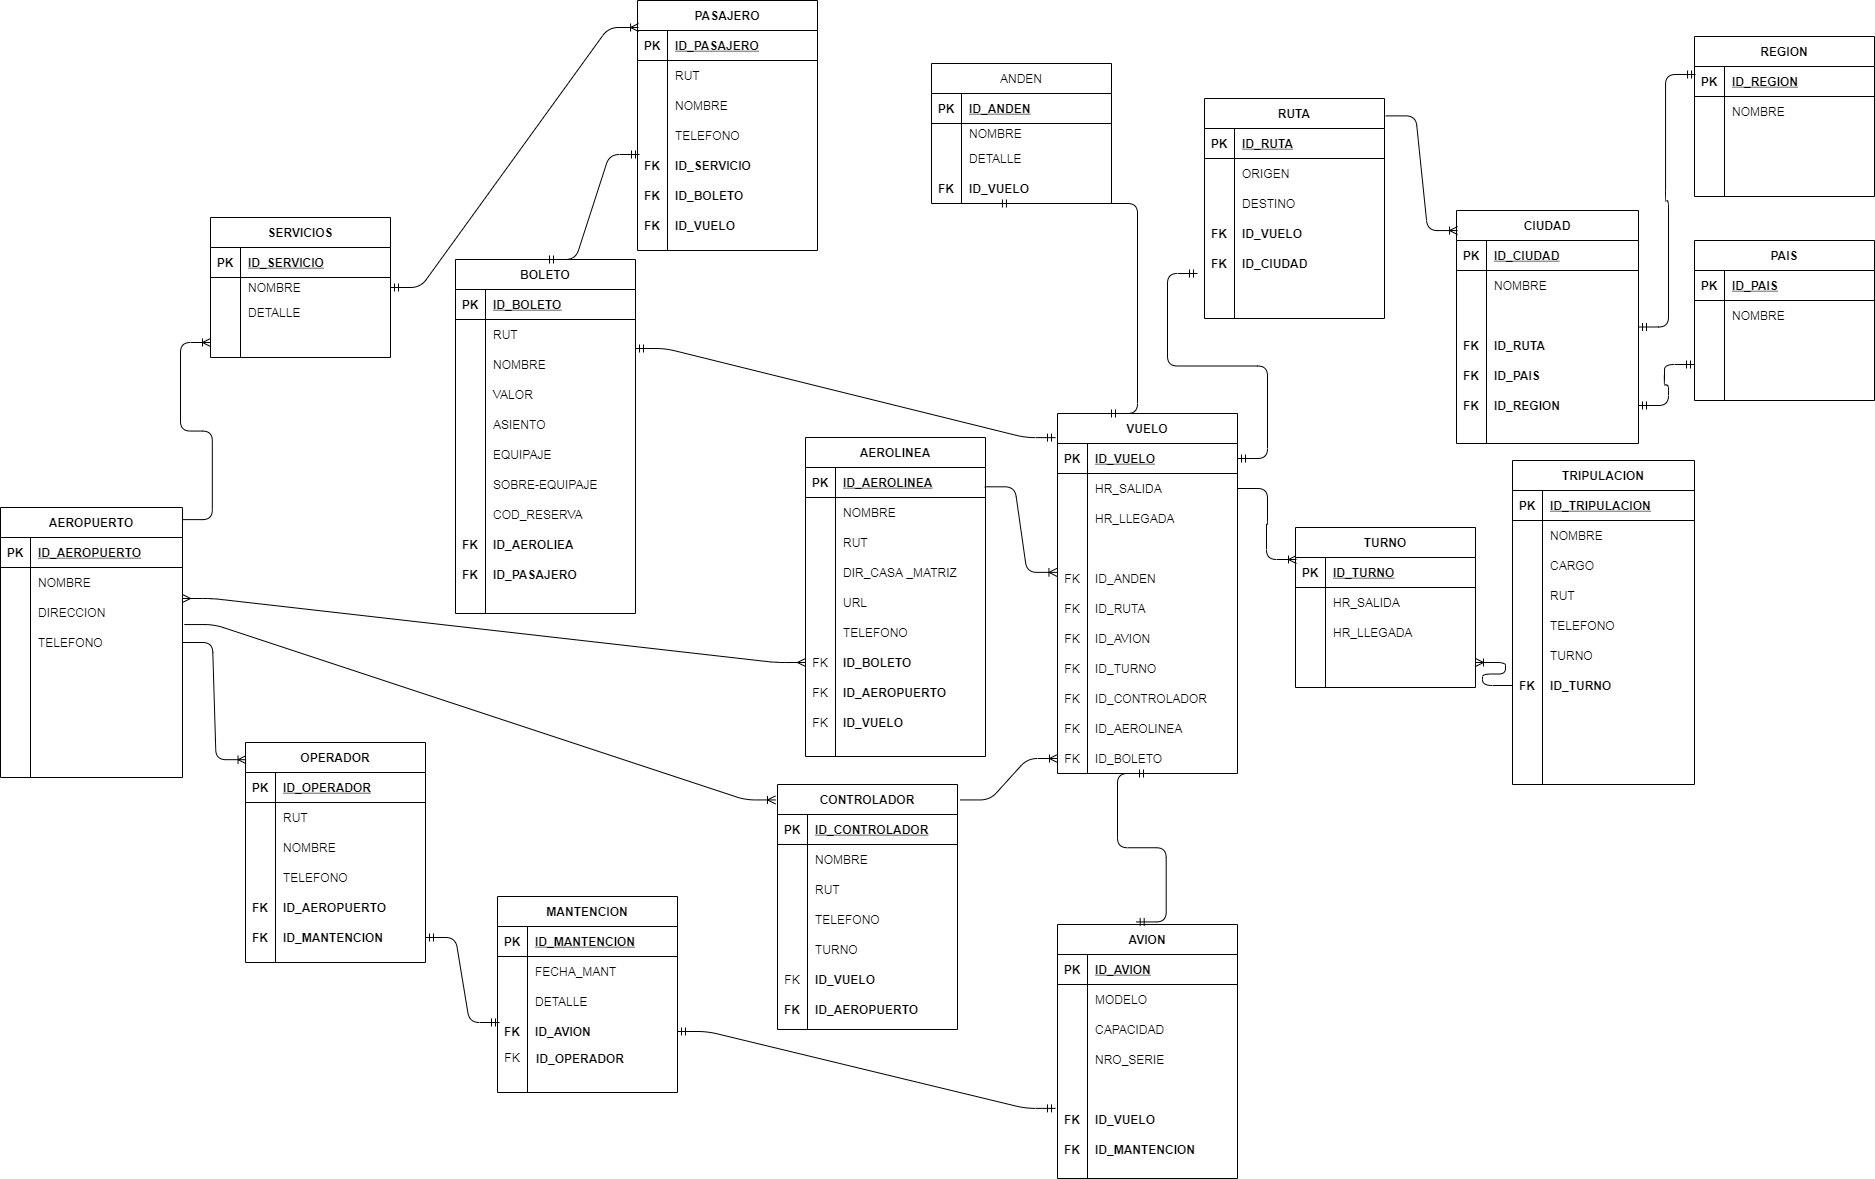 PASAJERO
PK ID_PASAJERO
RUT
NOMBRE
TELEFONO
FK ID_SERVICIO
FK ID_BOLETO
FK ID_VUELO
ANDEN
PK ID_ANDEN
NOMBRE
DETALLE
FK ID_VUELO
RUTA
PK ID_RUTA
ORIGEN
DESTINO
FK ID_VUELO
FK ID_CIUDAD
REGION
PK ID_REGION
NOMBRE
CIUDAD
PK ID_CIUDAD
NOMBRE
FK ID_RUTA
FK ID_PAIS
FK ID_REGION
PAIS
PK ID_PAIS
NOMBRE
SERVICIOS
PK ID_SERVICIO
NOMBRE
DETALLE
BOLETO
PK ID_BOLETO
RUT
NOMBRE
VALOR
ASIENTO
EQUIPAJE
SOBRE-EQUIPAJE
COD_RESERVA
FK ID_AEROLIEA
FK ID_PASAJERO
AEROLINEA
PK ID_AEROLINEA
NOMBRE
RUT
DIR_CASA _MATRIZ
URL
TELEFONO
FK ID_BOLETO
FK ID_AEROPUERTO
FK ID_VUELO
VUELO
PK ID_VUELO
HR_SALIDA
HR_LLEGADA
FK ID_ANDEN
FK ID_RUTA
FK ID_AVION
FK ID_TURNO
FK ID_CONTROLADOR
FK ID_AEROLINEA
FK ID_BOLETO
TURNO
PK ID_TURNO
HR_SALIDA
HR_LLEGADA
TRIPULACION
PK ID_TRIPULACION
NOMBRE
CARGO
RUT
TELEFONO
TURNO
FK ID_TURNO
AEROPUERTO
PK ID_AEROPUERTO
NOMBRE
DIRECCION
TELEFONO
OPERADOR
PK ID_OPERADOR
RUT
NOMBRE
TELEFONO
FK ID_AEROPUERTO
FK ID_MANTENCION
MANTENCION
PK ID_MANTENCION
FECHA_MANT
DETALLE
FK ID_AVION
FK ID_OPERADOR
CONTROLADOR
PK ID_CONTROLADOR
NOMBRE
RUT
TELEFONO
TURNO
FK ID_VUELO
FK ID_AEROPUERTO
AVION
PK ID_AVION
MODELO
CAPACIDAD
NRO_SERIE
FK ID_VUELO
FK ID_MANTENCION